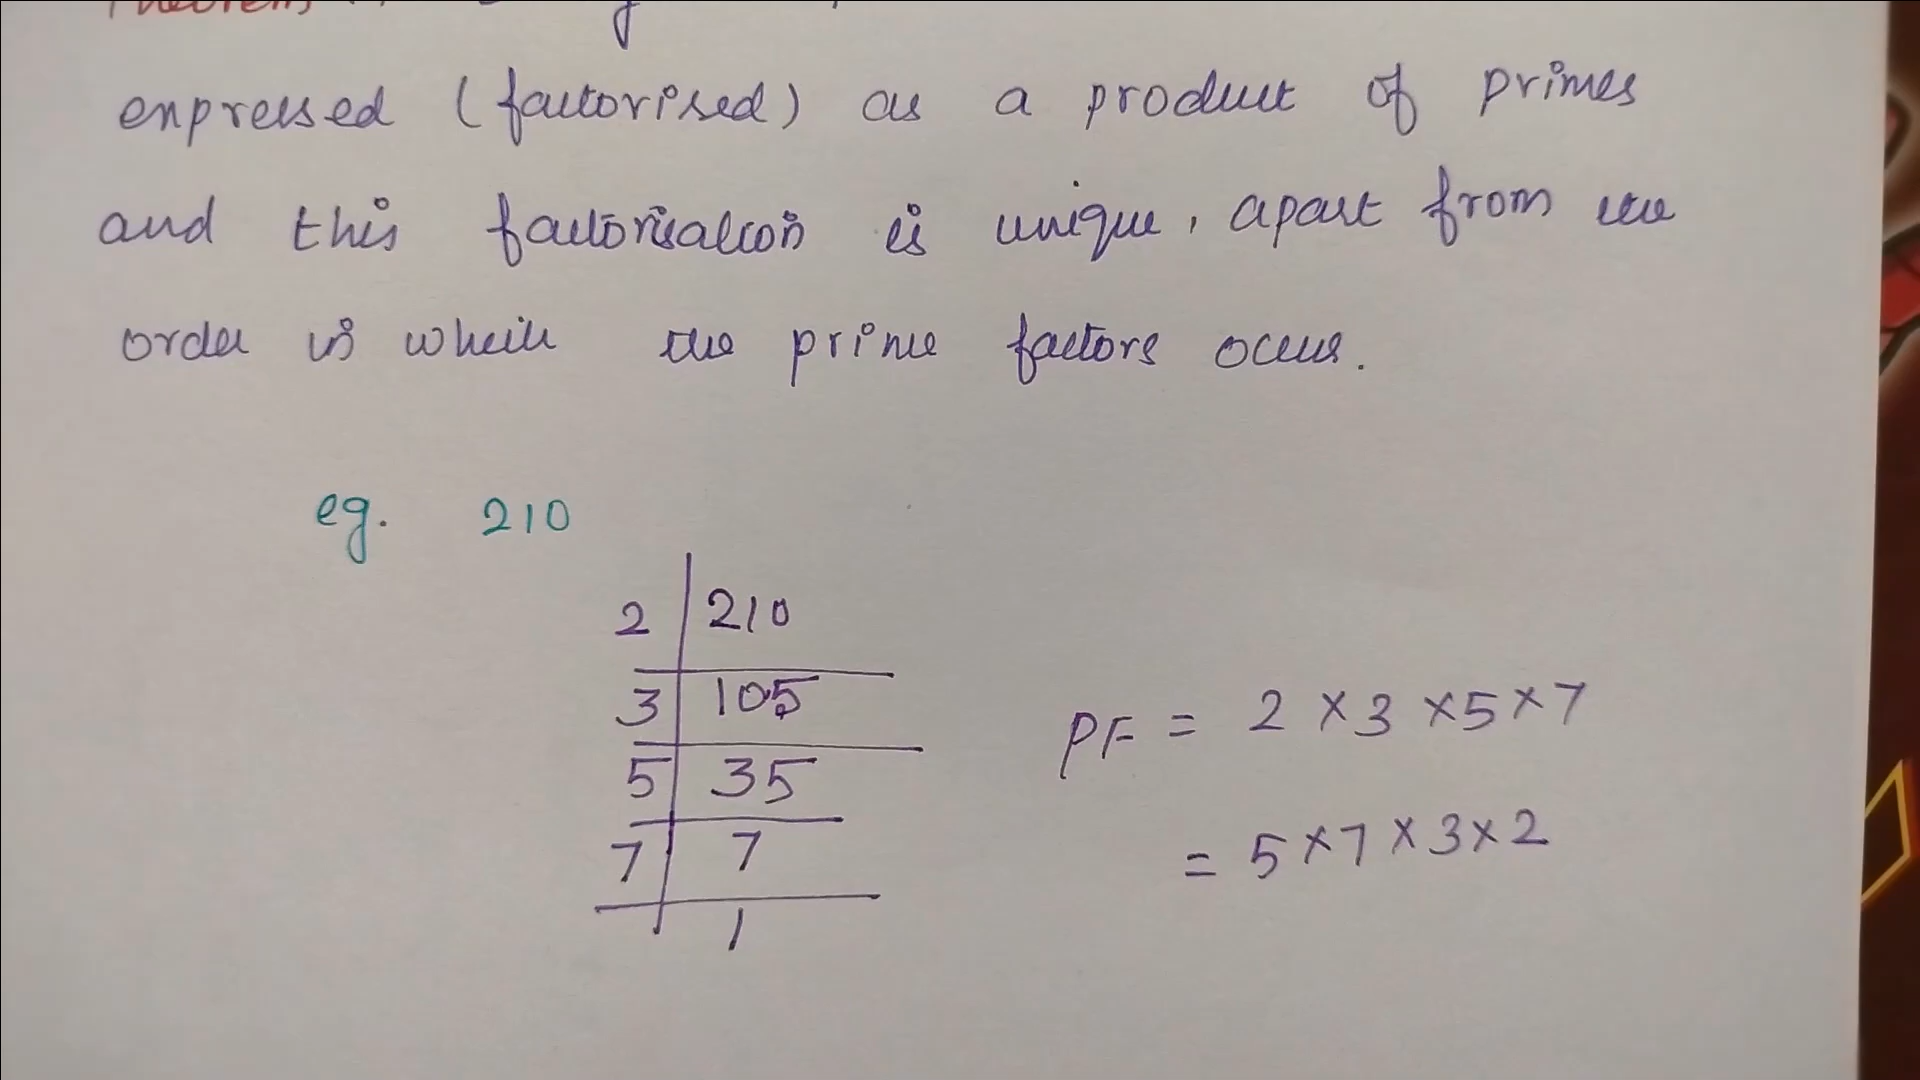 Theorem
expressed (factorised) as a product of primes
and this factorisation is unique, apart from the
order in which the prime factors occur.
eg. 210
2 | 210
3 | 105
5 | 35
7 | 7
1
PF = 2 × 3 × 5 × 7
= 5 × 7 × 3 × 2